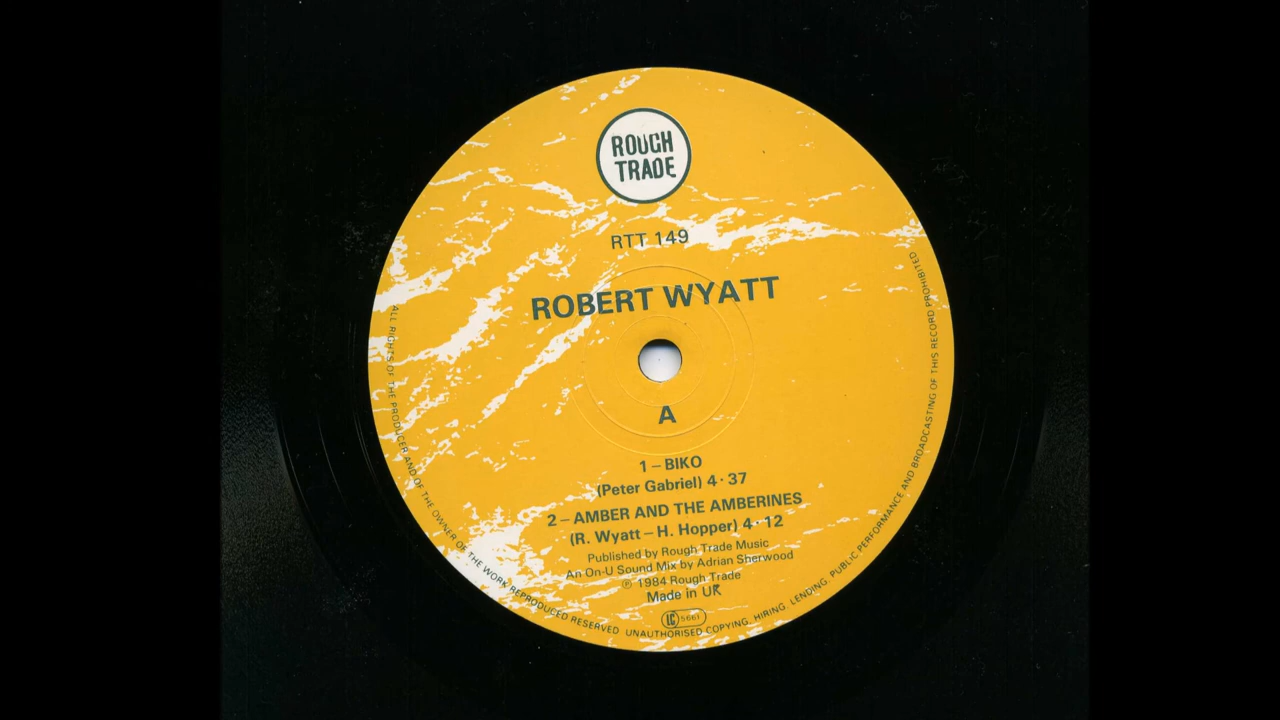 ROUGH
TRADE
RTT 149
ROBERT WYATT
A
1 – BIKO
(Peter Gabriel) 4·37
2 – AMBER AND THE AMBERINES
(R. Wyatt – H. Hopper) 4·12
Published by Rough Trade Music
An On-U Sound Mix by Adrian Sherwood
℗ 1984 Rough Trade
Made in UK
LC 5661
ALL RIGHTS OF THE PRODUCER AND OF THE OWNER OF THE WORK REPRODUCED RESERVED UNAUTHORISED COPYING. HIRING. LENDING. PUBLIC PERFORMANCE AND BROADCASTING OF THIS RECORD PROHIBITED